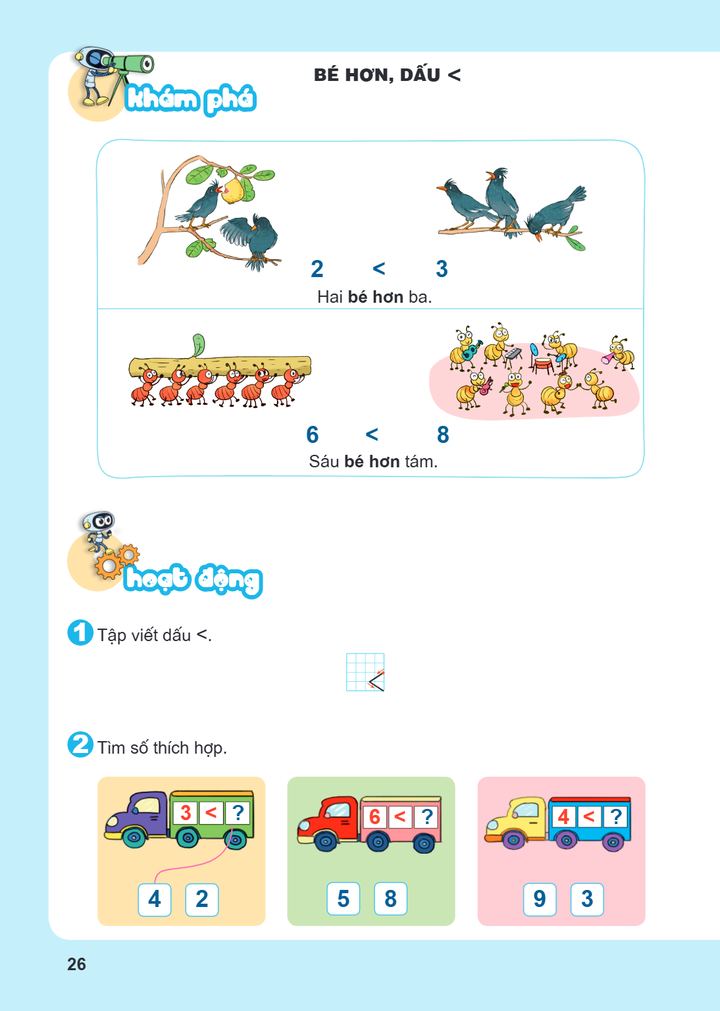 BÉ HƠN, DẤU <
khám phá
2 < 3
Hai bé hơn ba.
6 < 8
Sáu bé hơn tám.
hoạt động
1 Tập viết dấu <.
<
2 Tìm số thích hợp.
3 < ?
6 < ?
4 < ?
4 2
5 8
9 3
26